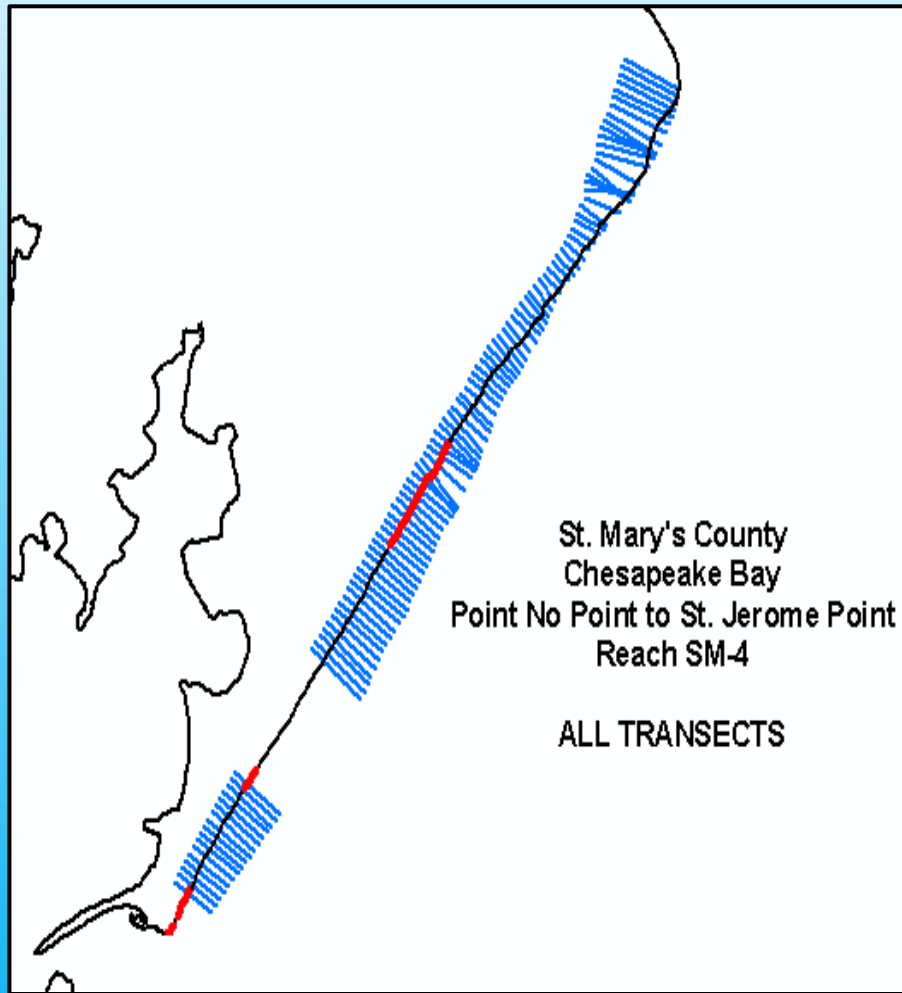 St. Mary's County
Chesapeake Bay
Point No Point to St. Jerome Point
Reach SM-4
ALL TRANSECTS